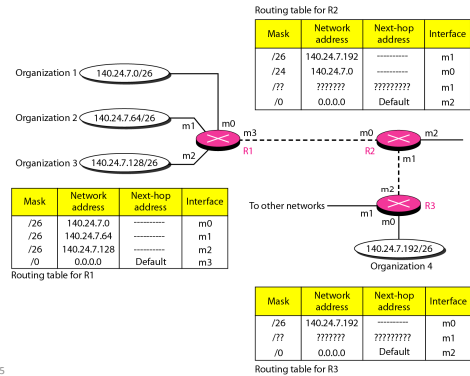 Routing table for R2
Mask Network address Next-hop address Interface
/26 140.24.7.192 ---------- m1
/24 140.24.7.0 ---------- m0
/?? ??????? ????????? m1
/0 0.0.0.0 Default m2
Organization 1 140.24.7.0/26
Organization 2 140.24.7.64/26
Organization 3 140.24.7.128/26
m0
m1
m2
m3
R1
m0
m2
R2
m1
m2
To other networks
m1
R3
m0
140.24.7.192/26
Organization 4
Mask Network address Next-hop address Interface
/26 140.24.7.0 ---------- m0
/26 140.24.7.64 ---------- m1
/26 140.24.7.128 ---------- m2
/0 0.0.0.0 Default m3
Routing table for R1
Mask Network address Next-hop address Interface
/26 140.24.7.192 ---------- m0
/?? ??????? ????????? m1
/0 0.0.0.0 Default m2
Routing table for R3
5